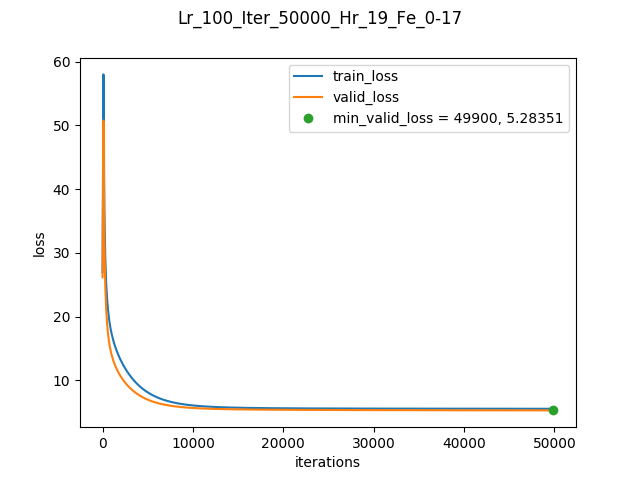 Lr_100_Iter_50000_Hr_19_Fe_0-17
60
50
40
30
20
10
loss
train_loss
valid_loss
min_valid_loss = 49900, 5.28351
0 10000 20000 30000 40000 50000
iterations